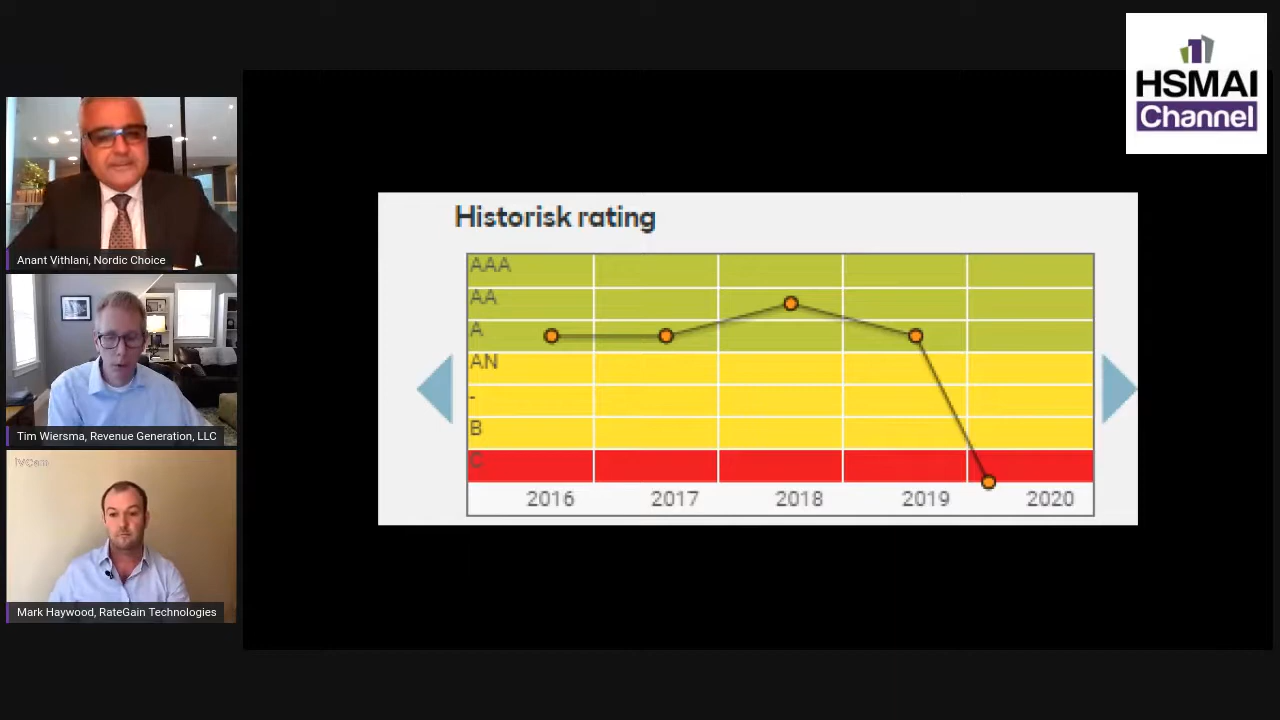 HSMAI
Channel
Anant Vithlani, Nordic Choice
Tim Wiersma, Revenue Generation, LLC
iVCam
Mark Haywood, RateGain Technologies
Historisk rating
AAA
AA
A
AN
-
B
C
2016 2017 2018 2019 2020